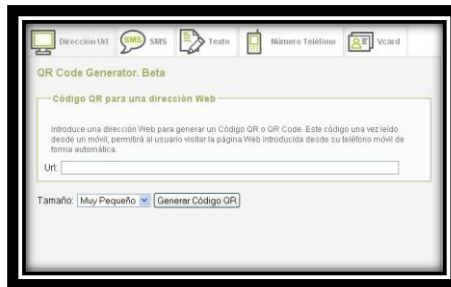 Dirección Url SMS SMS Texto Número Teléfono Vcard
QR Code Generator. Beta
Código QR para una dirección Web
Introduce una dirección Web para generar un Código QR o QR Code. Este código una vez leído
desde un móvil, permitirá al usuario visitar la página Web introducida desde su teléfono móvil de
forma automática.
Url:
Tamaño: Muy Pequeño Generar Código QR